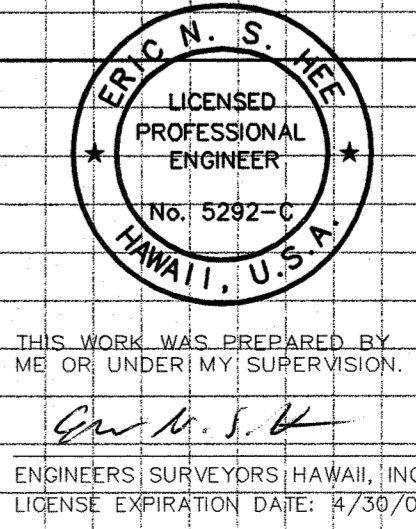 ERIC N. S. HEE
LICENSED
PROFESSIONAL
ENGINEER
No. 5292-C
HAWAII, U.S.A.
THIS WORK WAS PREPARED BY
ME OR UNDER MY SUPERVISION.
ENGINEERS SURVEYORS HAWAII, INC
LICENSE EXPIRATION DATE: 4/30/0